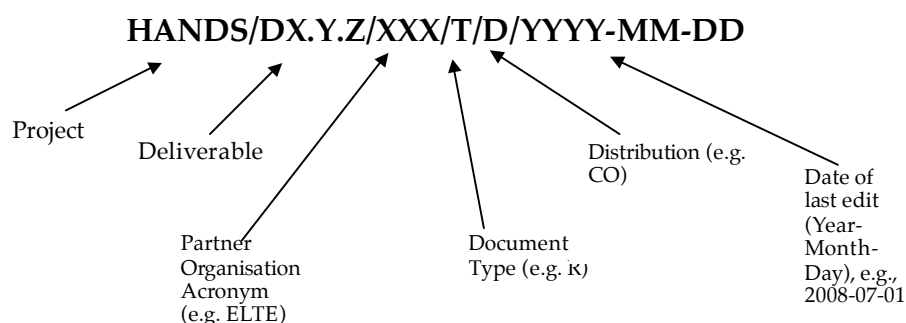 HANDS/DX.Y.Z/XXX/T/D/YYYY-MM-DD
Project
Deliverable
Partner
Organisation
Acronym
(e.g. ELTE)
Document
Type (e.g. R)
Distribution (e.g.
CO)
Date of
last edit
(Year-
Month-
Day), e.g.,
2008-07-01